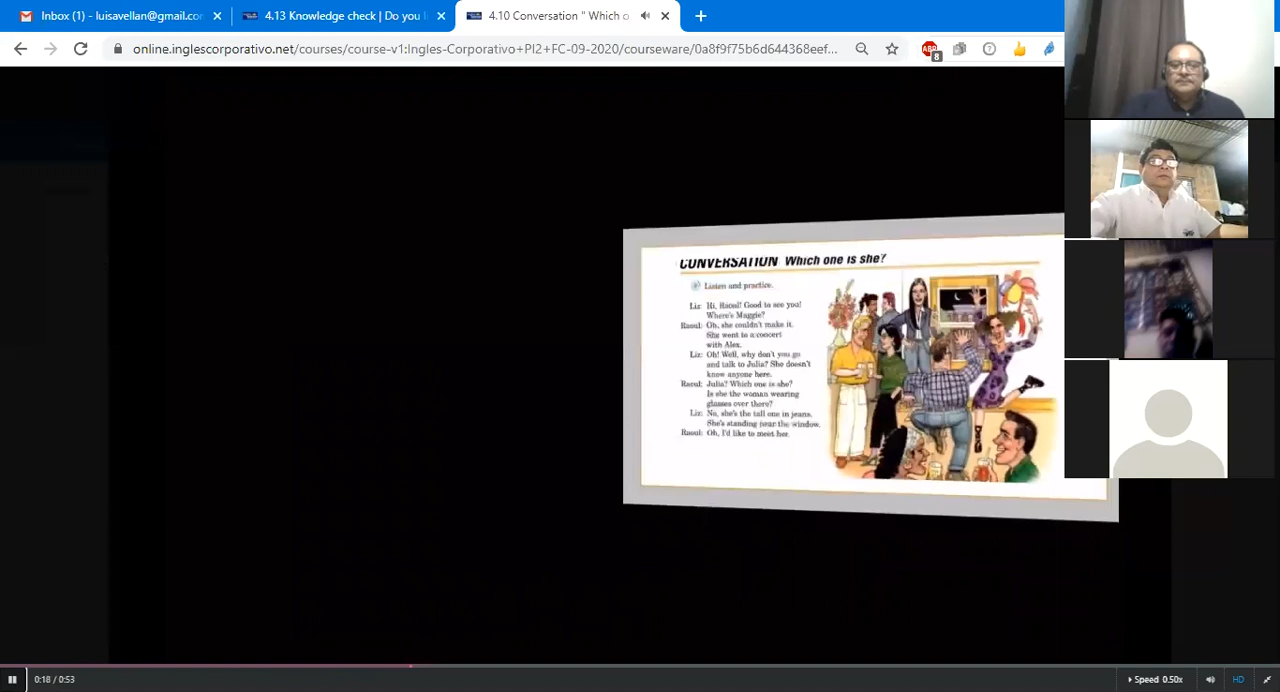 Inbox (1) - luisavellan@gmail.co
4.13 Knowledge check | Do you l
4.10 Conversation " Which o
online.inglescorporativo.net/courses/course-v1:Ingles-Corporativo+PI2+FC-09-2020/courseware/0a8f9f75b6d644368eef...
ABP
8
CONVERSATION Which one is she?
Listen and practice.
Liz: Hi, Raoul! Good to see you!
Where's Maggie?
Raoul: Oh, she couldn't make it.
She went to a concert
with Alex.
Liz: Oh! Well, why don't you go
and talk to Julia? She doesn't
know anyone here.
Raoul: Julia? Which one is she?
Is she the woman wearing
glasses over there?
Liz: No, she's the tall one in jeans.
She's standing near the window.
Raoul: Oh, I'd like to meet her.
0:18 / 0:53
Speed 0.50x
HD